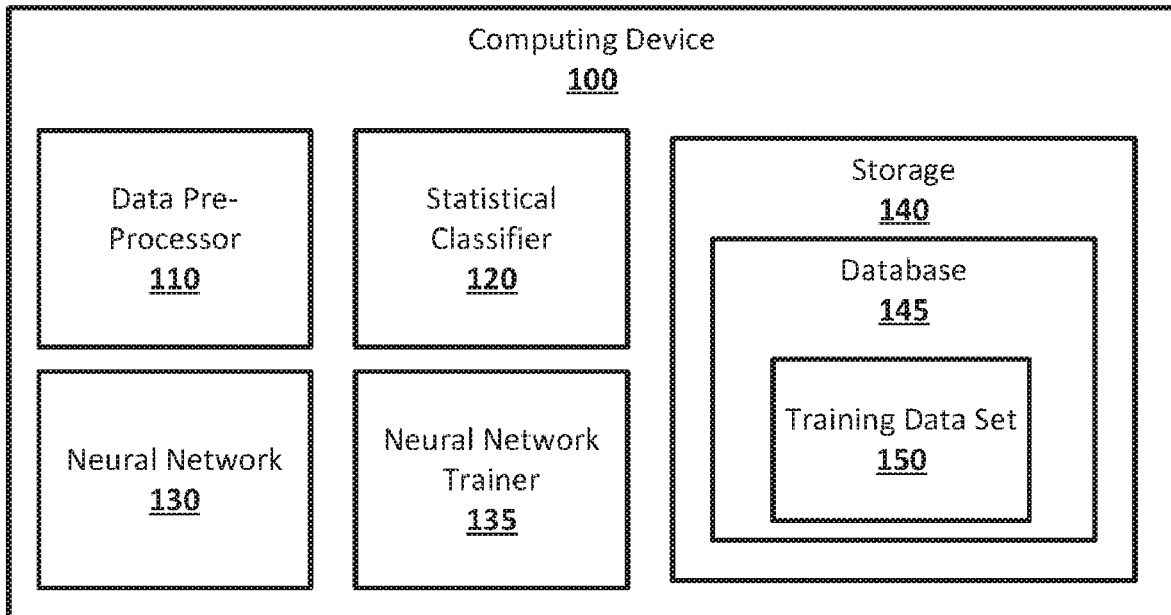 Computing Device
100
Data Pre-
Processor
110
Statistical
Classifier
120
Storage
140
Database
145
Training Data Set
150
Neural Network
130
Neural Network
Trainer
135